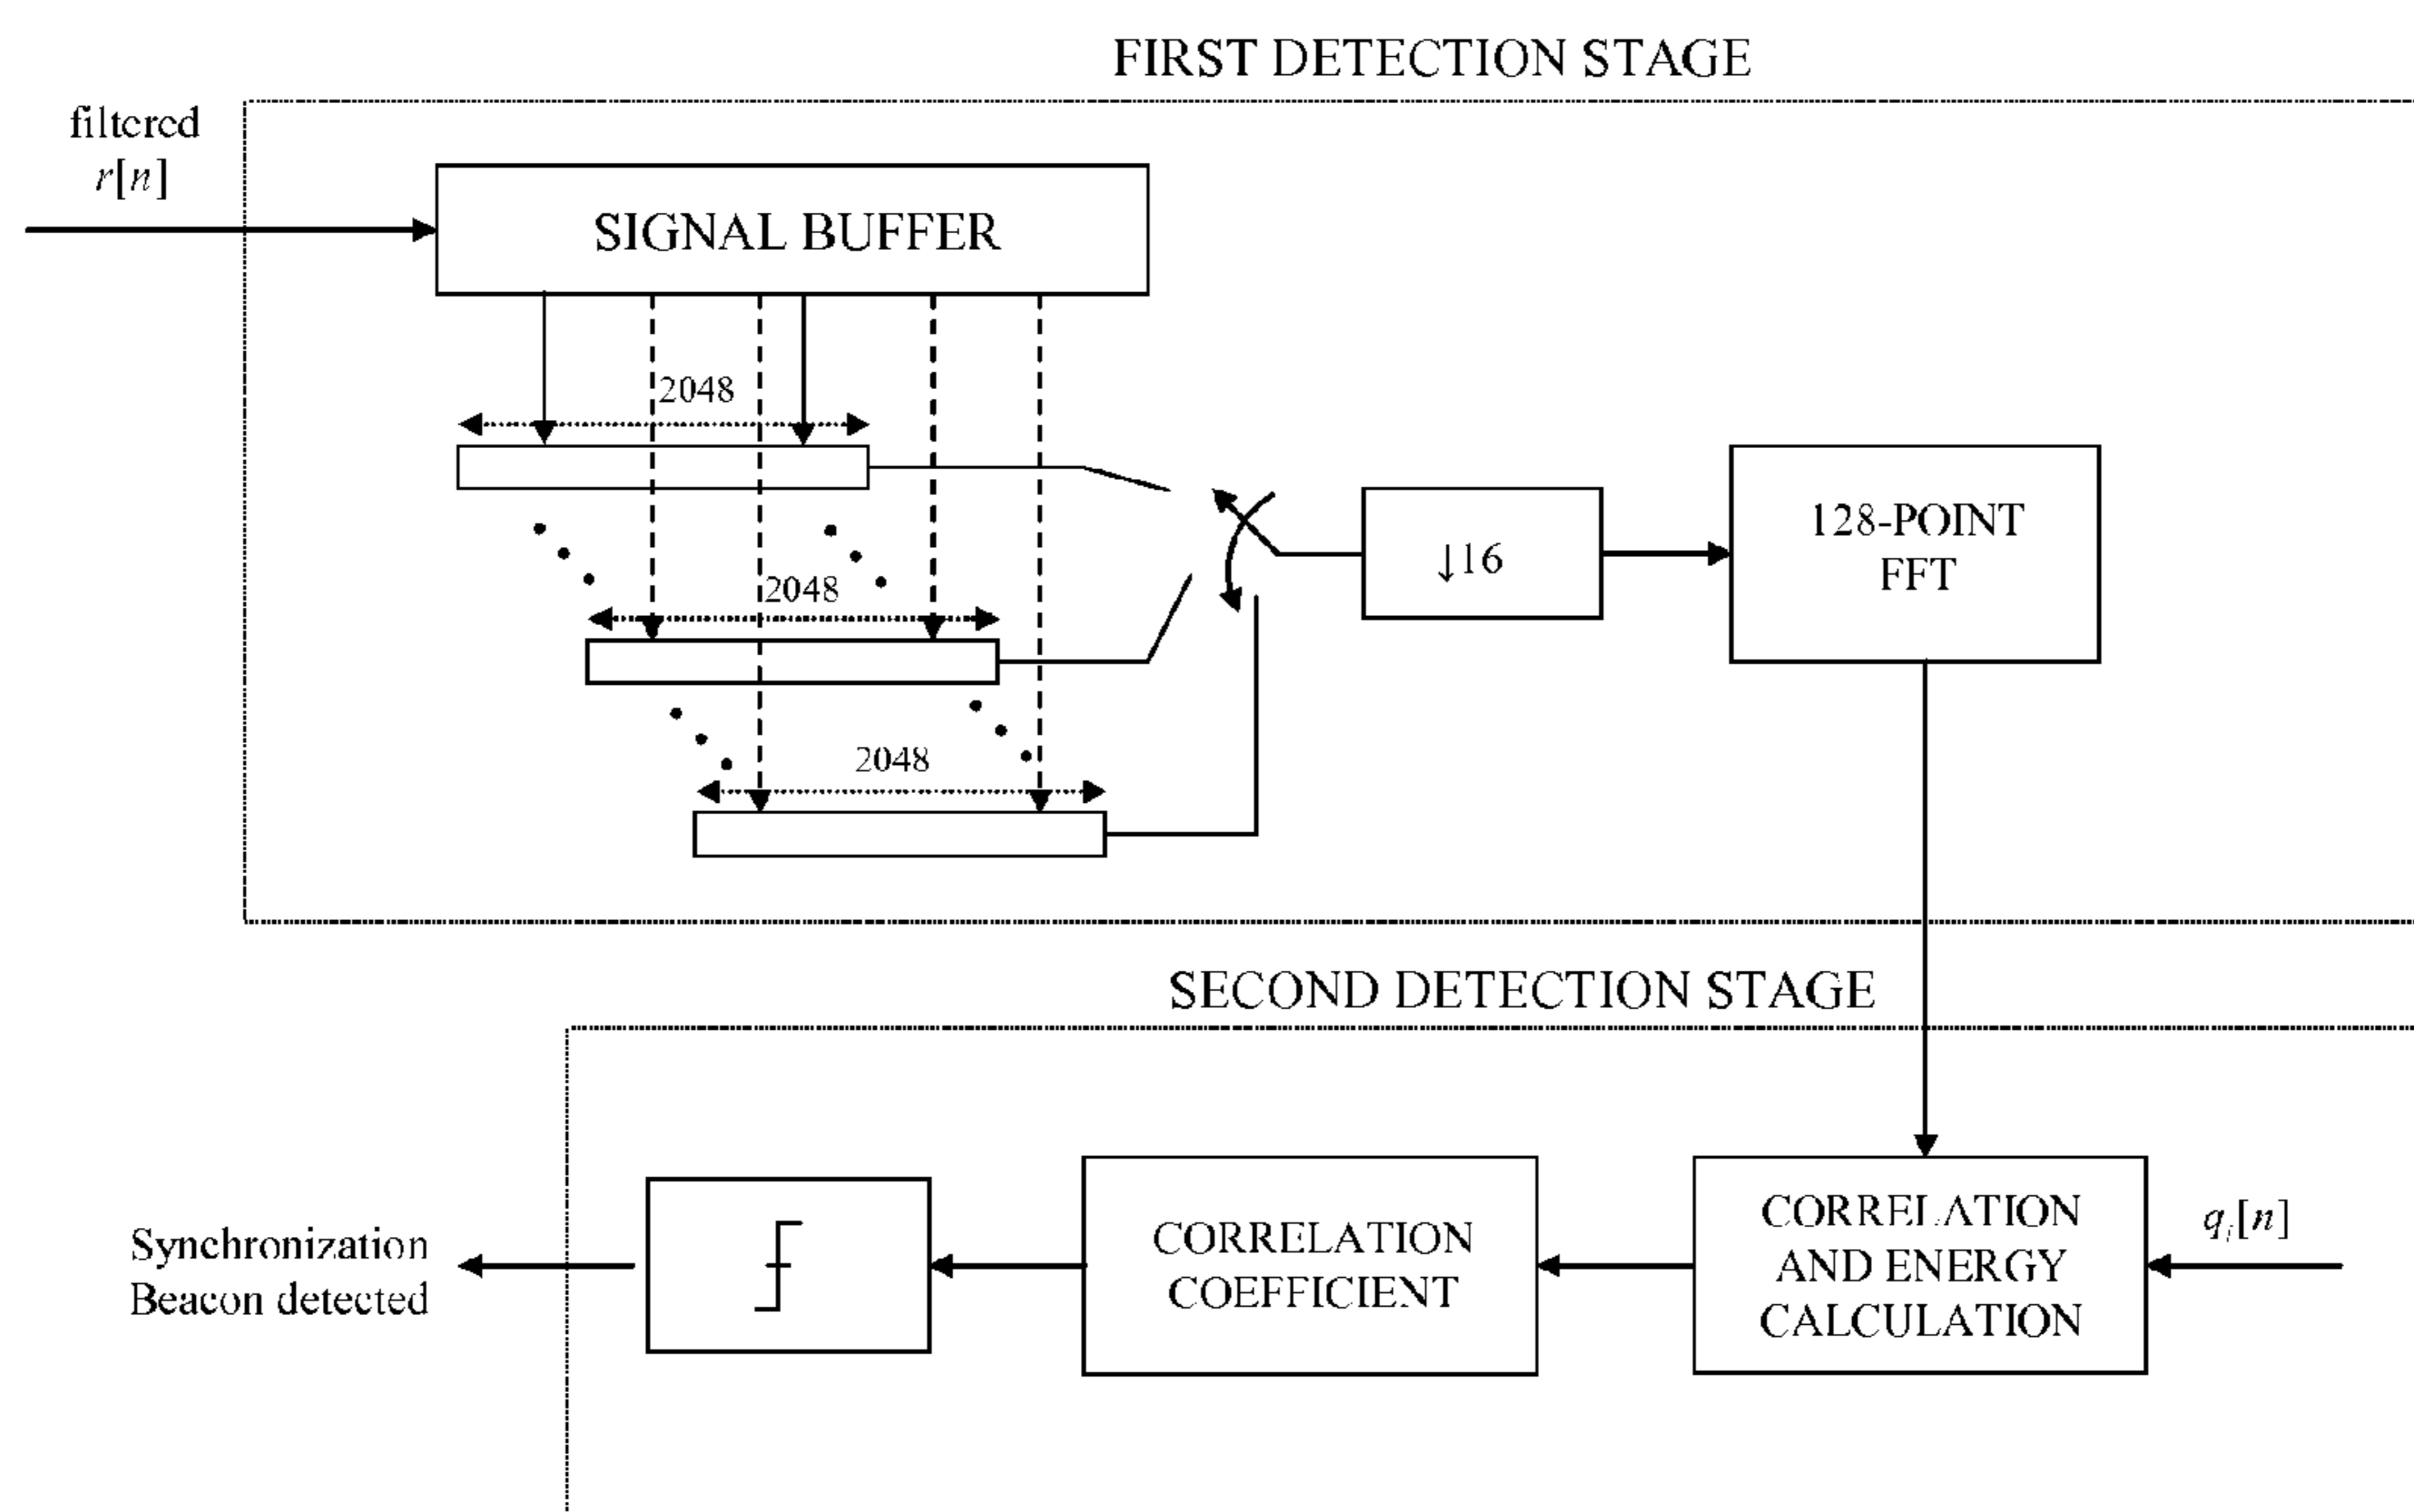 FIRST DETECTION STAGE
filtered
r[n]
SIGNAL BUFFER
2048
2048
2048
↓16
128-POINT
FFT
SECOND DETECTION STAGE
Synchronization
Beacon detected
CORRELATION
COEFFICIENT
CORRELATION
AND ENERGY
CALCULATION
qᵢ[n]